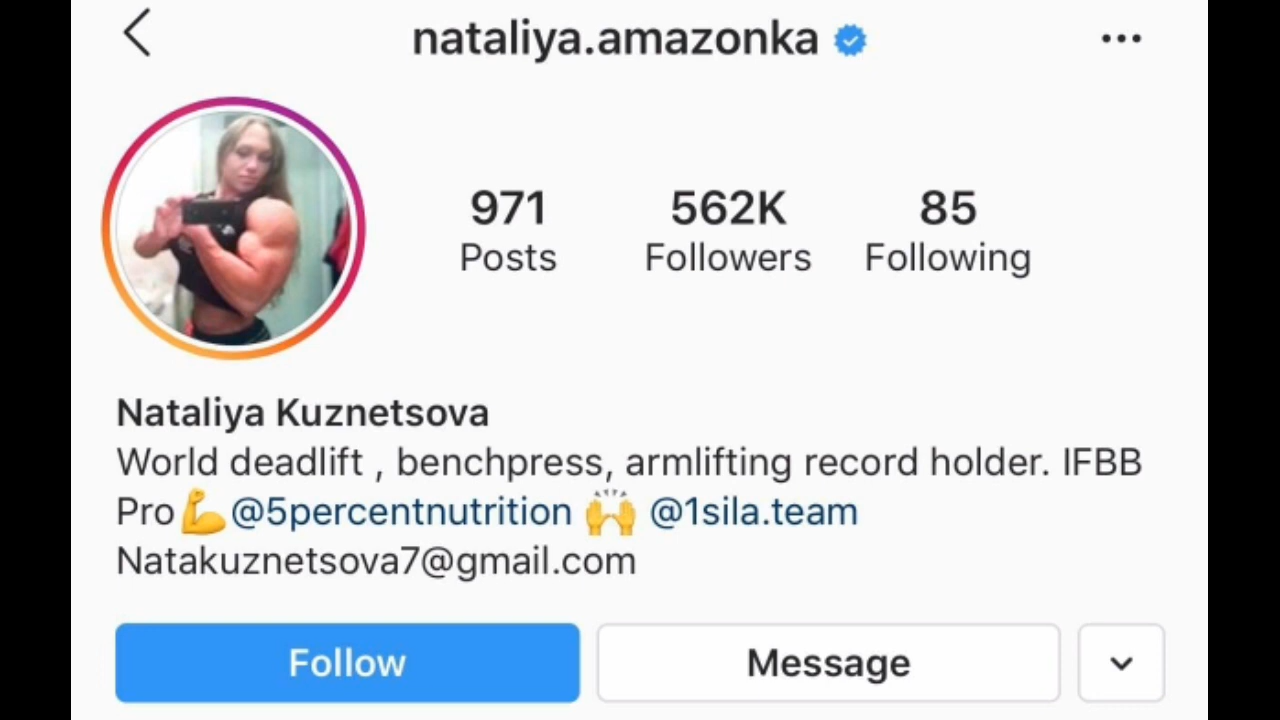 nataliya.amazonka
971 562K 85
Posts Followers Following
Nataliya Kuznetsova
World deadlift , benchpress, armlifting record holder. IFBB
Pro💪@5percentnutrition 🙌 @1sila.team
Natakuznetsova7@gmail.com
Follow Message